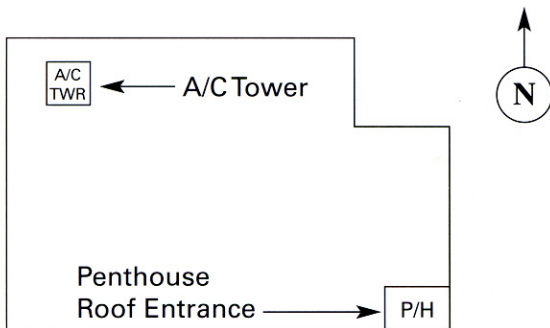 A/C
TWR
A/C Tower
N
Penthouse
Roof Entrance
P/H